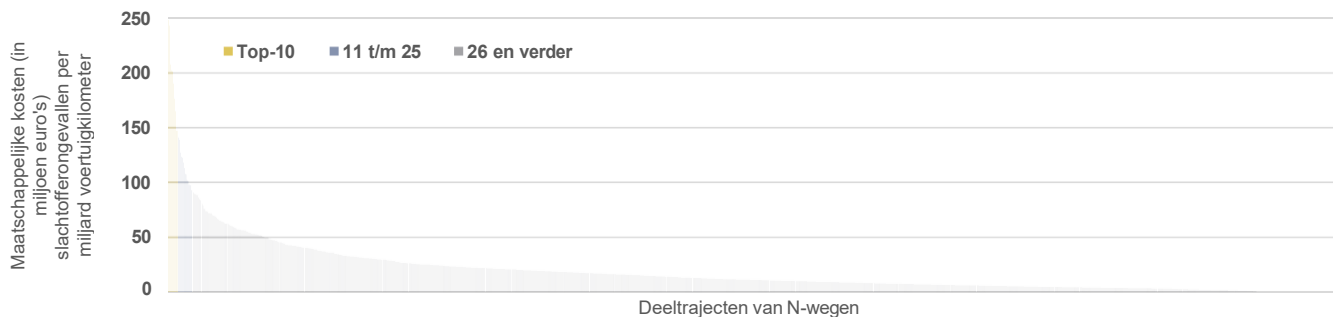 Maatschappelijke kosten (in
miljoen euro's)
slachtofferongevallen per
miljard voertuigkilometer
250
200
150
100
50
0
Top-10
11 t/m 25
26 en verder
Deeltrajecten van N-wegen